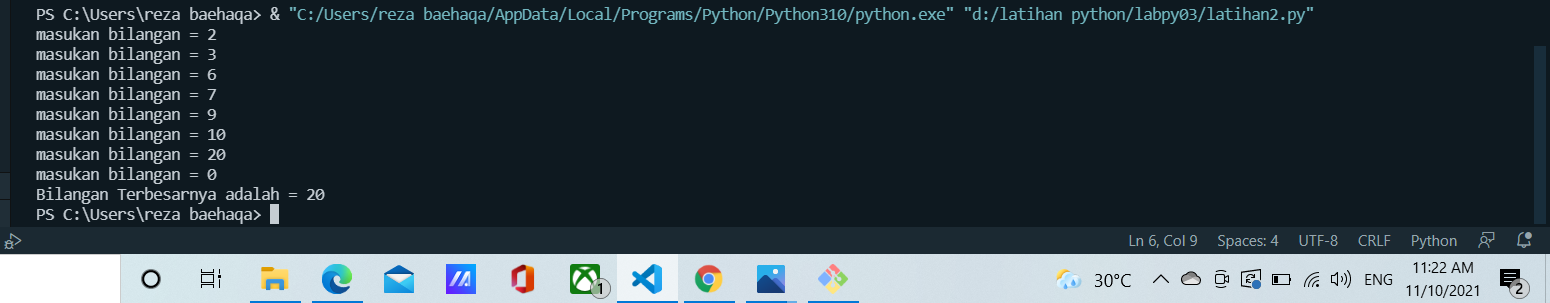 PS C:\Users\reza baehaqa> & "C:/Users/reza baehaqa/AppData/Local/Programs/Python/Python310/python.exe" "d:/latihan python/labpy03/latihan2.py"
masukan bilangan = 2
masukan bilangan = 3
masukan bilangan = 6
masukan bilangan = 7
masukan bilangan = 9
masukan bilangan = 10
masukan bilangan = 20
masukan bilangan = 0
Bilangan Terbesarnya adalah = 20
PS C:\Users\reza baehaqa>
Ln 6, Col 9 Spaces: 4 UTF-8 CRLF Python
1 30°C ENG 11:22 AM 2
11/10/2021